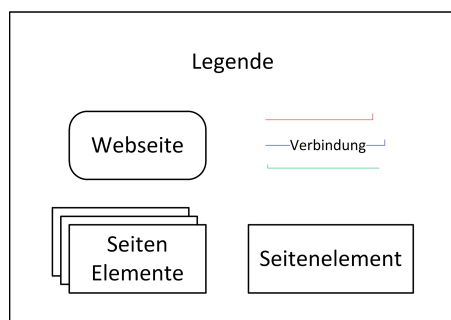 Legende
Webseite
Verbindung
Seiten
Elemente
Seitenelement